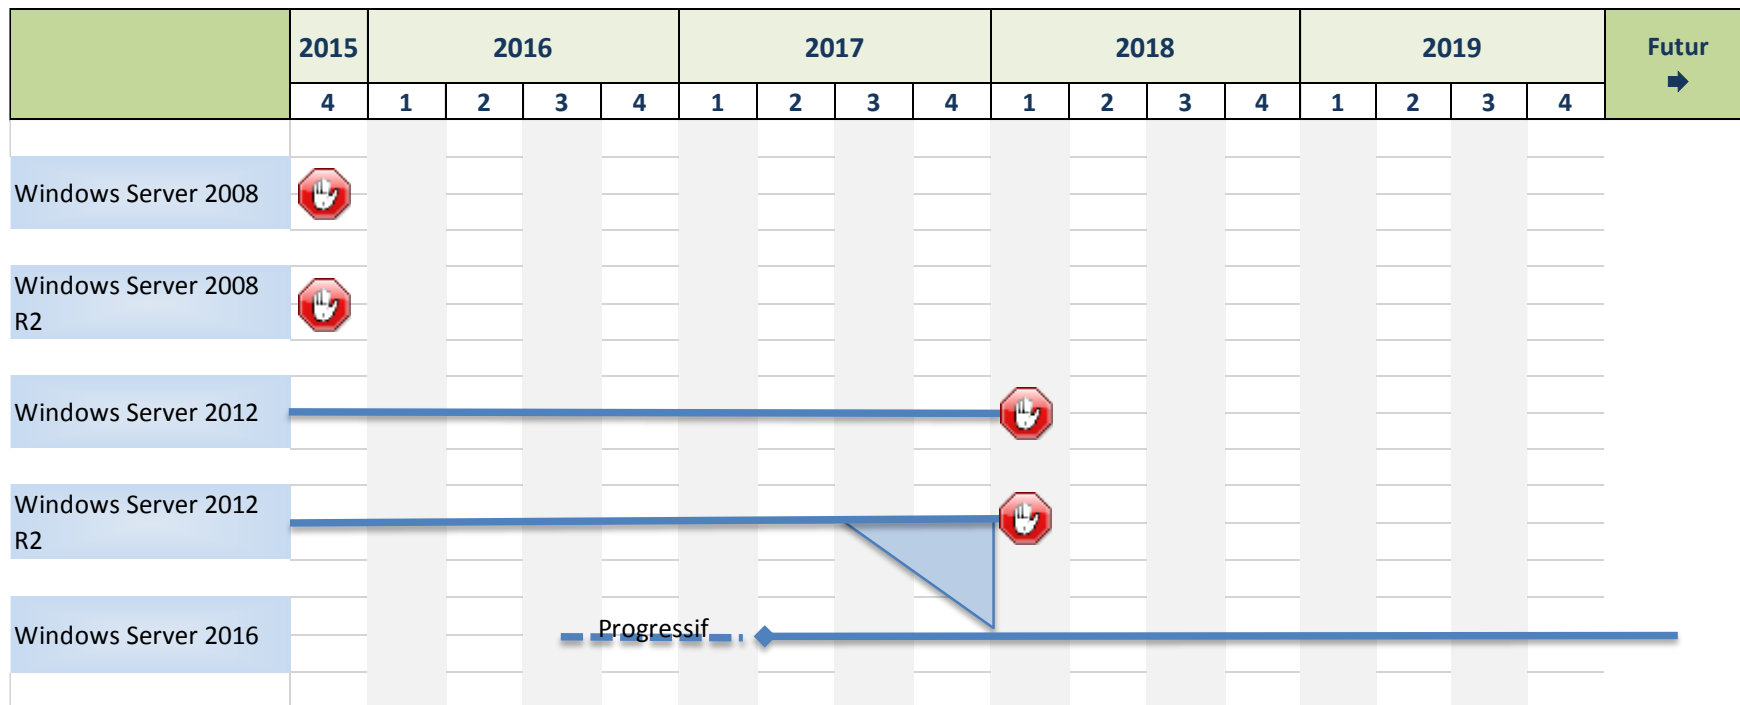 2015 2016 2017 2018 2019 Futur
4 1 2 3 4 1 2 3 4 1 2 3 4 1 2 3 4
Windows Server 2008
Windows Server 2008
R2
Windows Server 2012
Windows Server 2012
R2
Windows Server 2016
Progressif